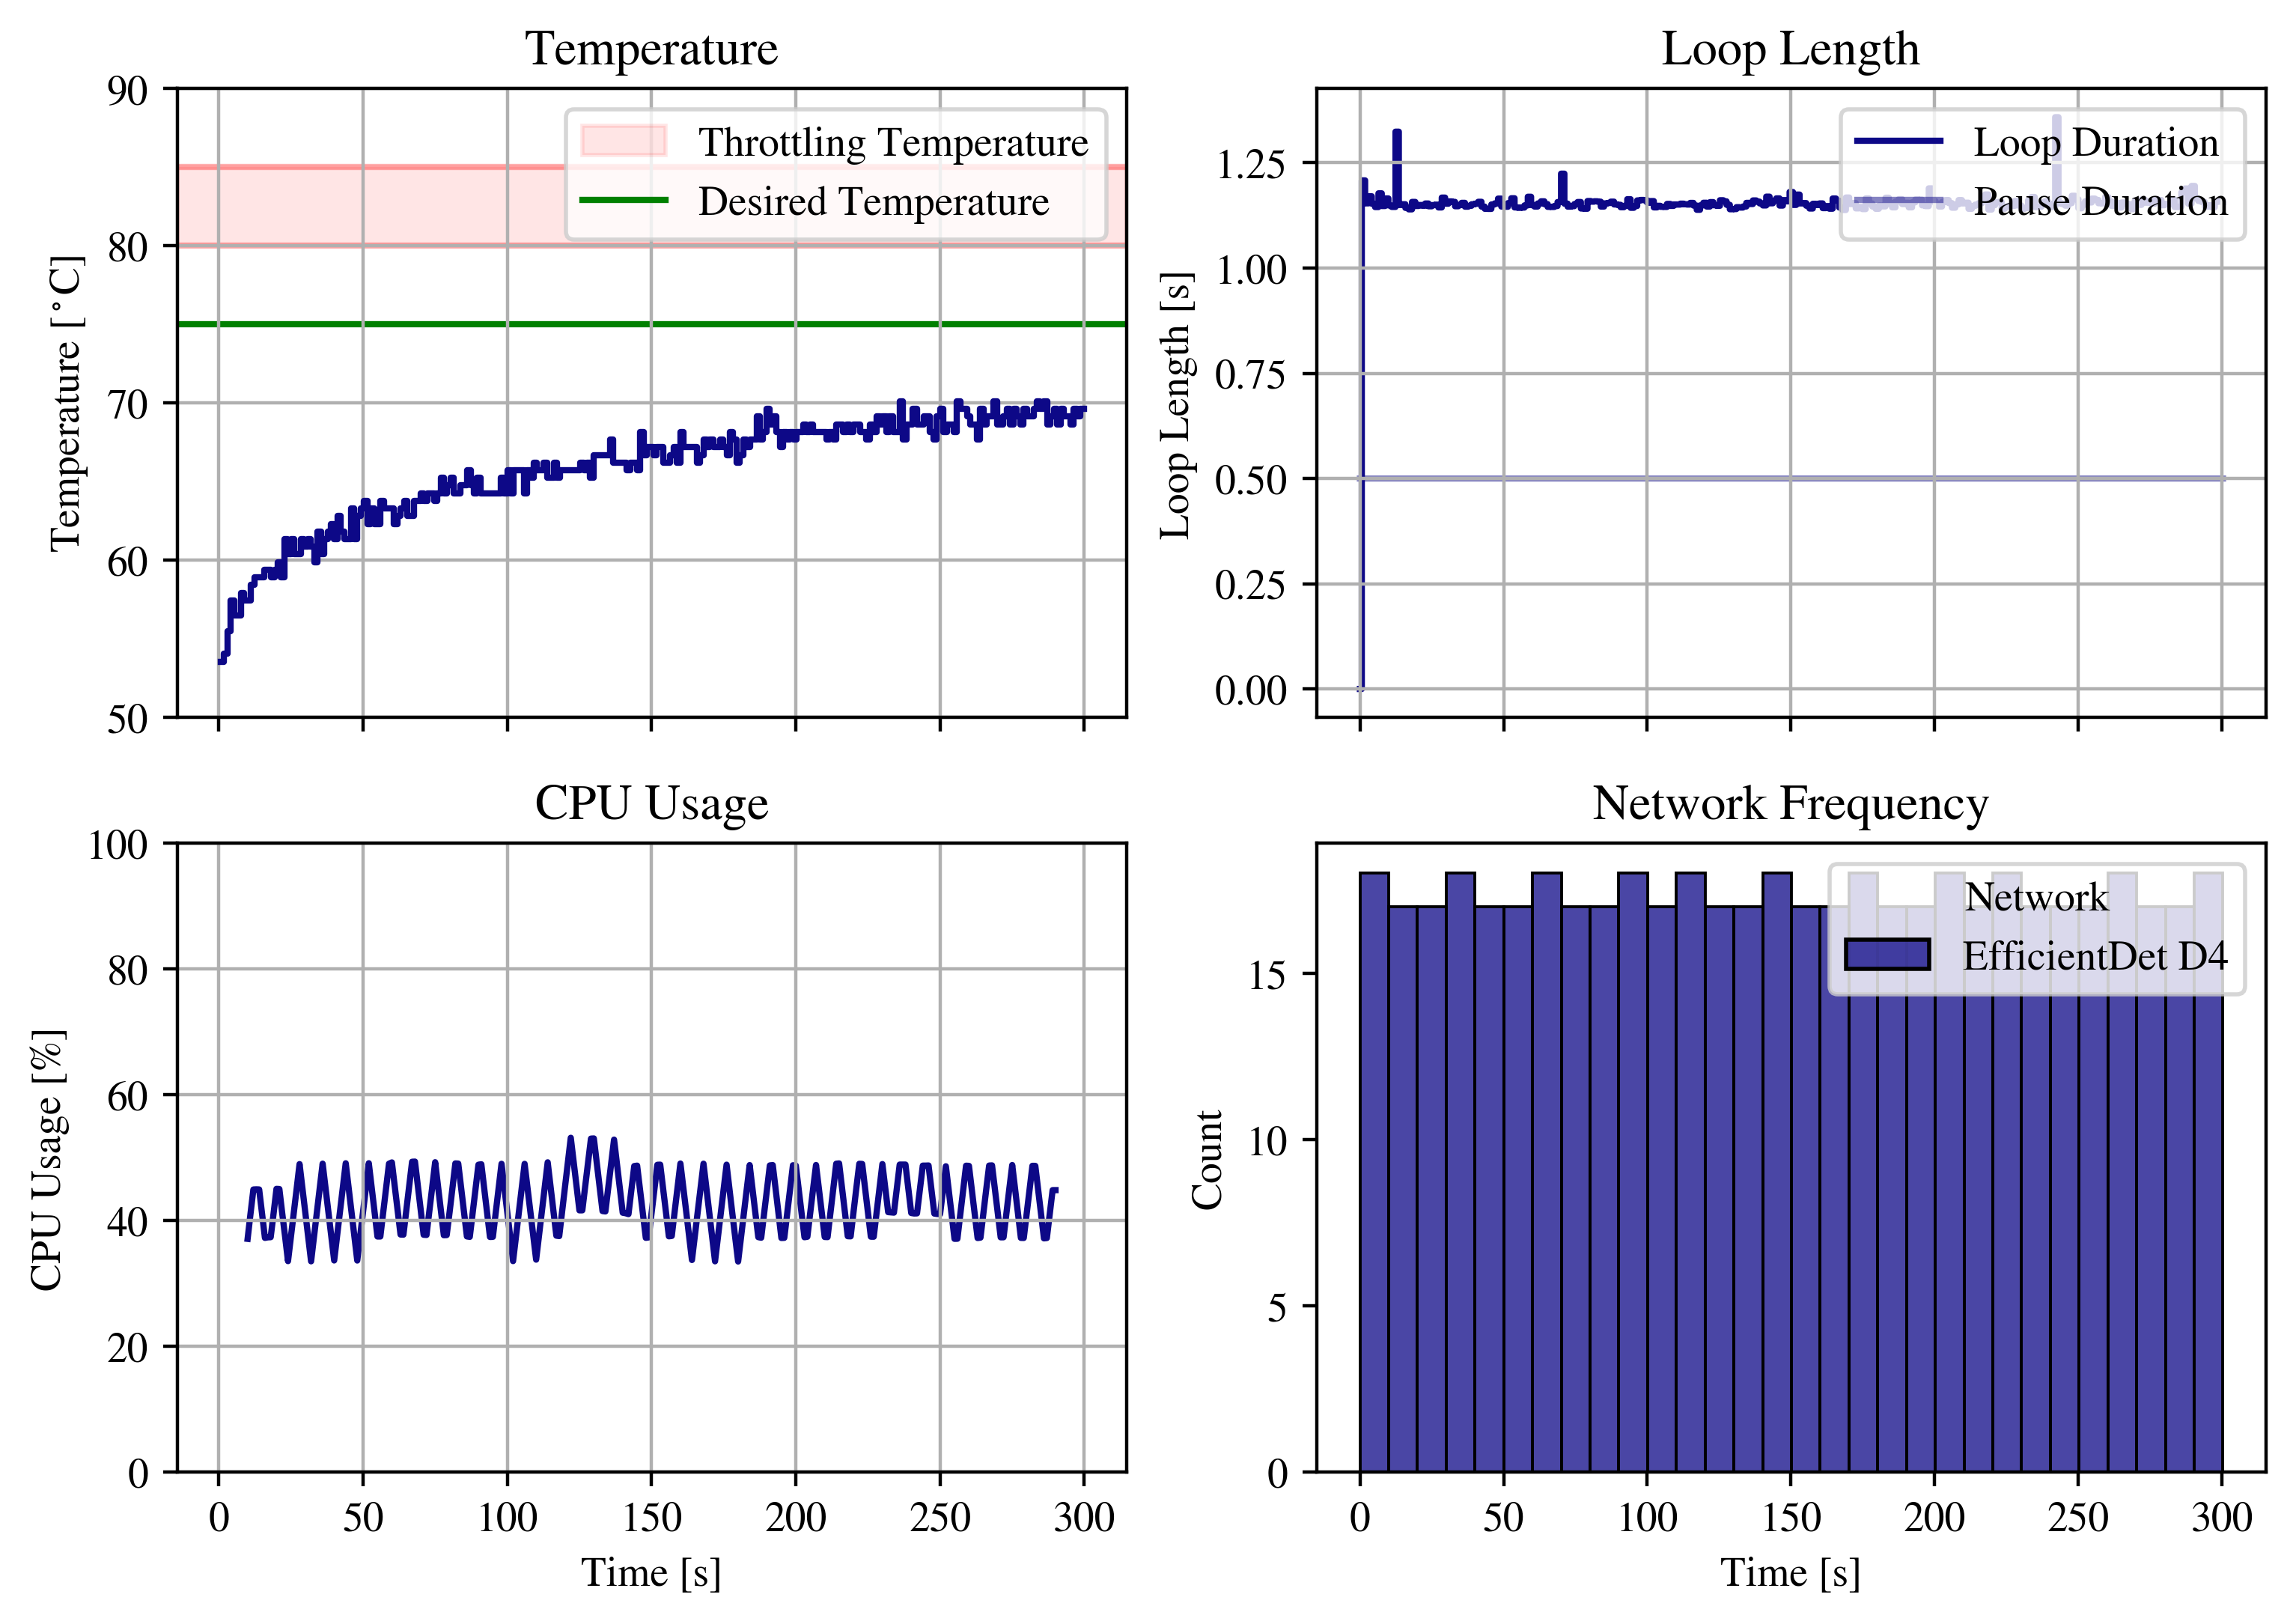 Temperature
90
80
70
60
50
Temperature [°C]
Throttling Temperature
Desired Temperature
Loop Length
1.25
1.00
0.75
0.50
0.25
0.00
Loop Length [s]
Loop Duration
Pause Duration
CPU Usage
100
80
60
40
20
0
CPU Usage [%]
0 50 100 150 200 250 300
Time [s]
Network Frequency
15
10
5
0
Count
Network
EfficientDet D4
0 50 100 150 200 250 300
Time [s]